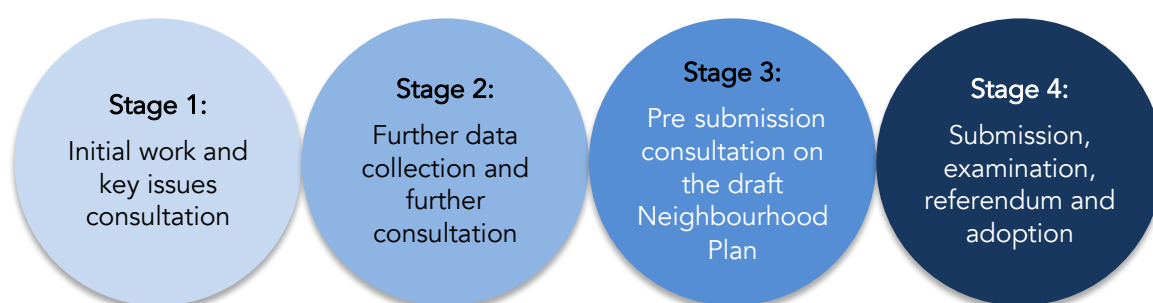 Stage 1:
Initial work and
key issues
consultation
Stage 2:
Further data
collection and
further
consultation
Stage 3:
Pre submission
consultation on
the draft
Neighbourhood
Plan
Stage 4:
Submission,
examination,
referendum and
adoption